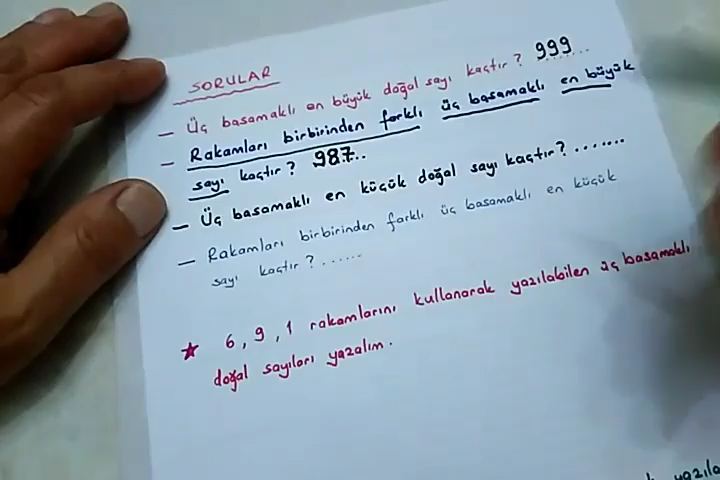 SORULAR
— Üç basamaklı en büyük doğal sayı kaçtır? 999...
— Rakamları birbirinden farklı üç basamaklı en büyük
sayı kaçtır? 987..
— Üç basamaklı en küçük doğal sayı kaçtır? .......
— Rakamları birbirinden farklı üç basamaklı en küçük
sayı kaçtır? ......
★ 6, 9, 1 rakamlarını kullanarak yazılabilen üç basamaklı
doğal sayıları yazalım.